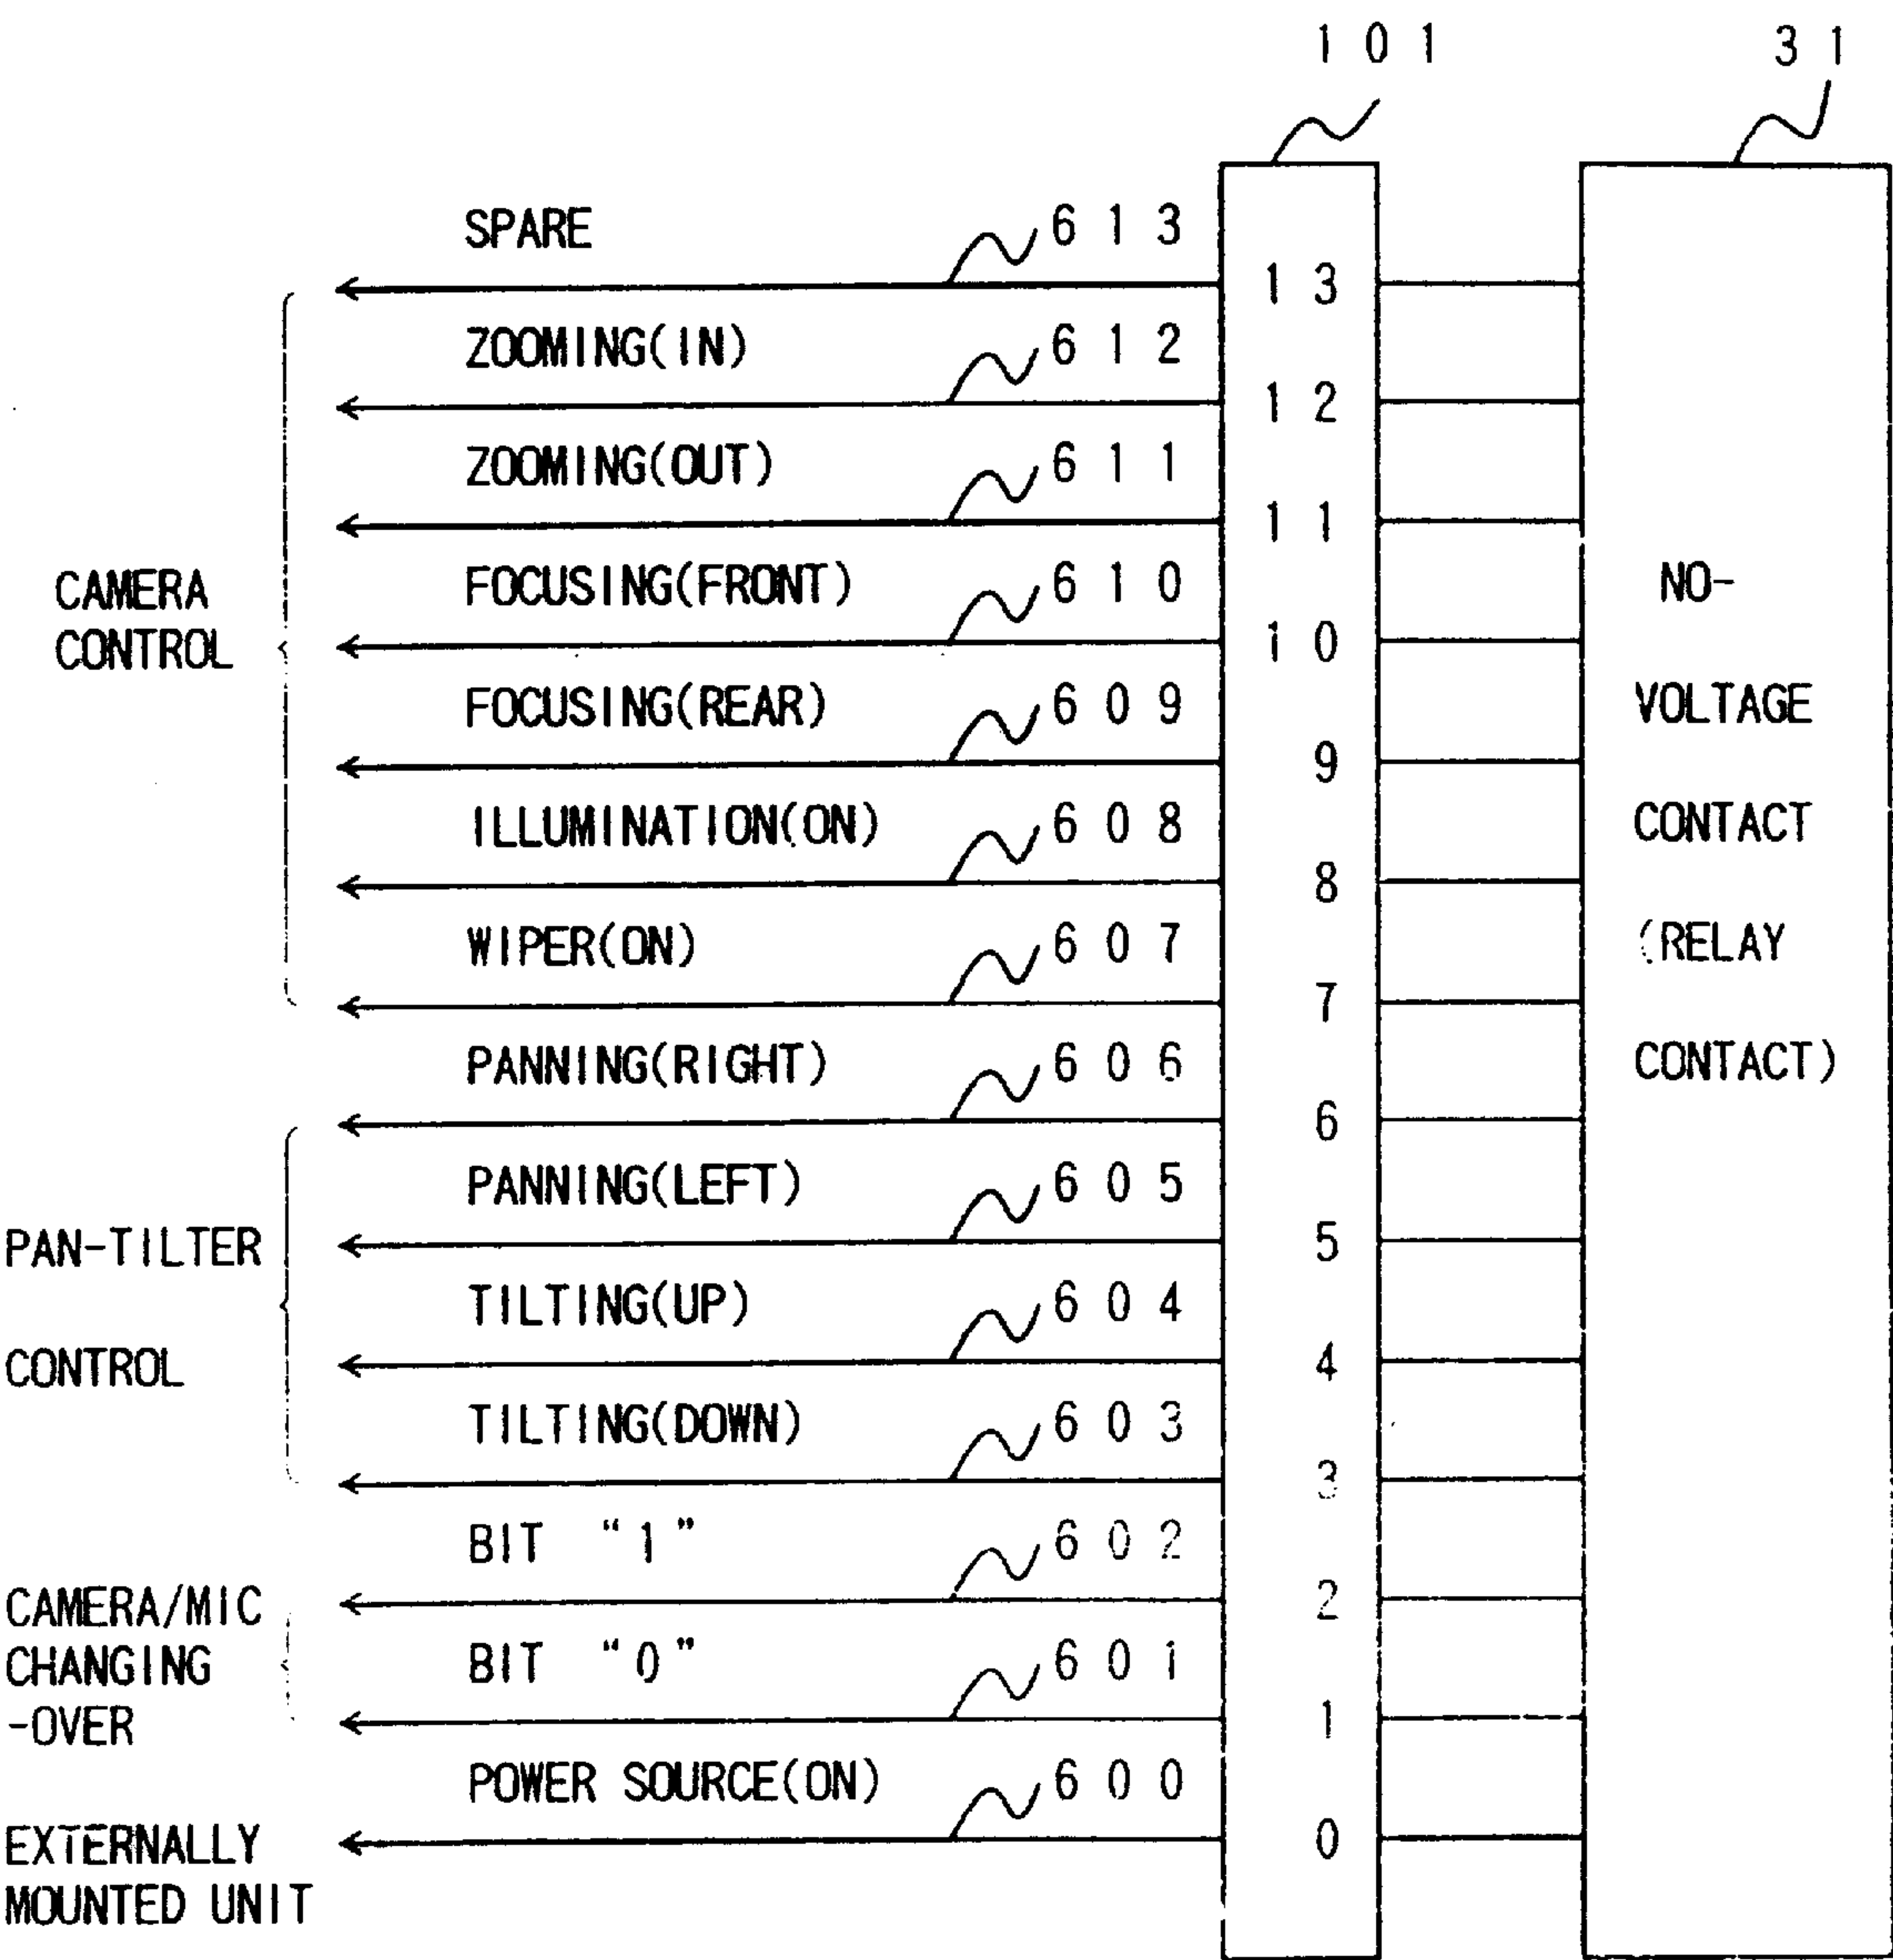 101
31
SPARE 613
13
ZOOMING(IN) 612
12
ZOOMING(OUT) 611
11
CAMERA
CONTROL
FOCUSING(FRONT) 610
10
FOCUSING(REAR) 609
9
ILLUMINATION(ON) 608
8
WIPER(ON) 607
7
PANNING(RIGHT) 606
6
PAN-TILTER
CONTROL
PANNING(LEFT) 605
5
TILTING(UP) 604
4
TILTING(DOWN) 603
3
CAMERA/MIC
CHANGING
-OVER
BIT “1” 602
2
BIT “0” 601
1
EXTERNALLY
MOUNTED UNIT
POWER SOURCE(ON) 600
0
NO-
VOLTAGE
CONTACT
(RELAY
CONTACT)